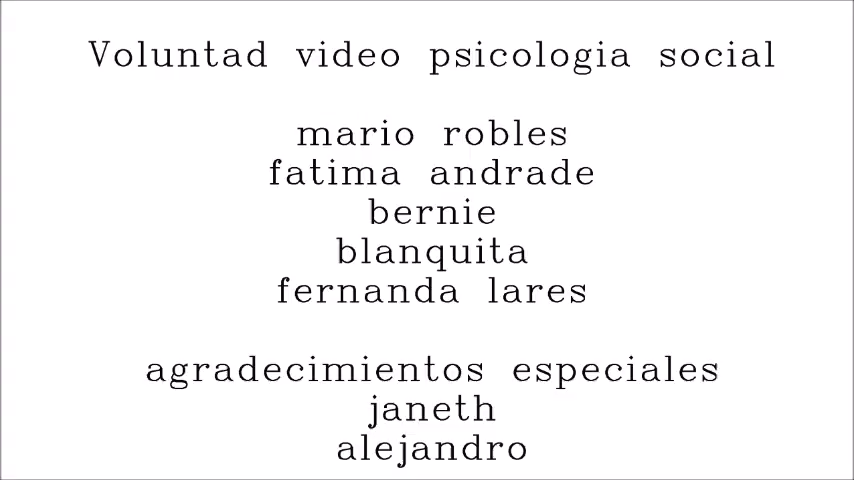 Voluntad video psicologia social
mario robles
fatima andrade
bernie
blanquita
fernanda lares
agradecimientos especiales
janeth
alejandro